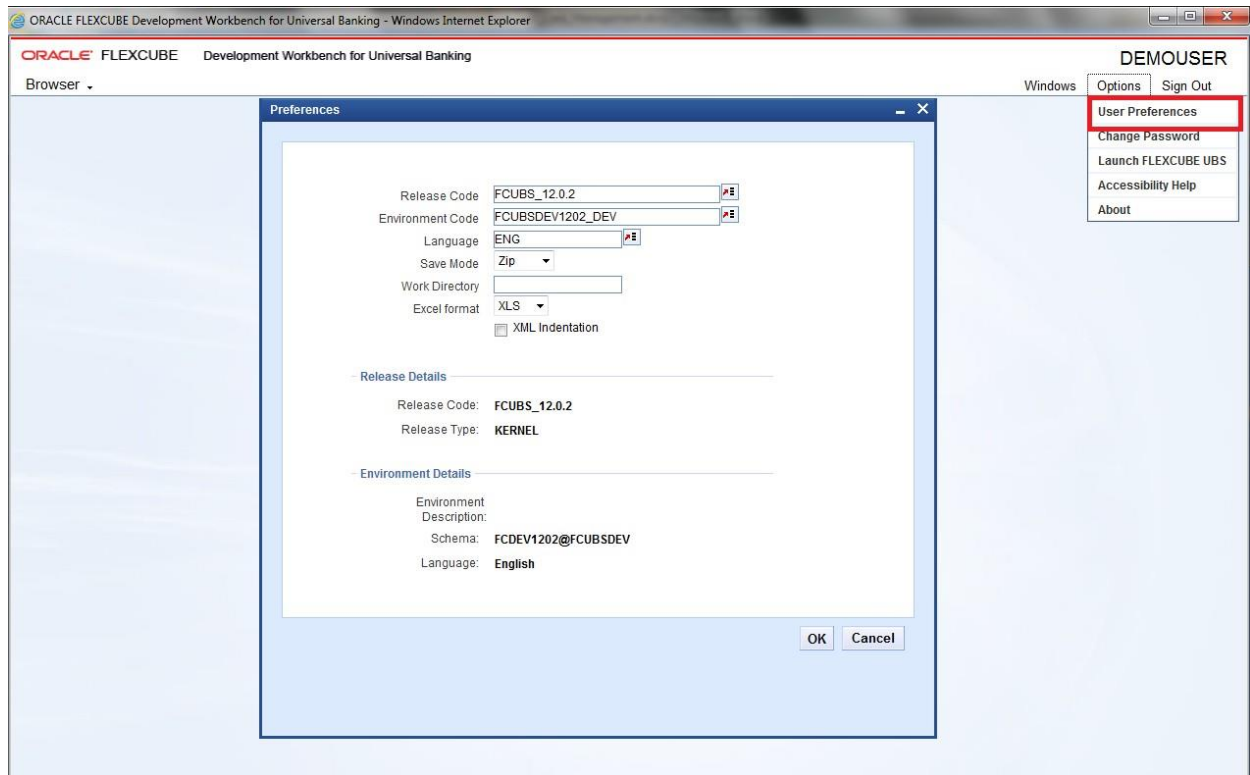 ORACLE FLEXCUBE Development Workbench for Universal Banking - Windows Internet Explorer
ORACLE FLEXCUBE Development Workbench for Universal Banking
DEMOUSER
Browser
Windows Options Sign Out
Preferences
User Preferences
Change Password
Launch FLEXCUBE UBS
Accessibility Help
About
Release Code FCUBS_12.0.2
Environment Code FCUBSDEV1202_DEV
Language ENG
Save Mode Zip
Work Directory
Excel format XLS
XML Indentation
Release Details
Release Code: FCUBS_12.0.2
Release Type: KERNEL
Environment Details
Environment
Description:
Schema: FCDEV1202@FCUBSDEV
Language: English
OK Cancel